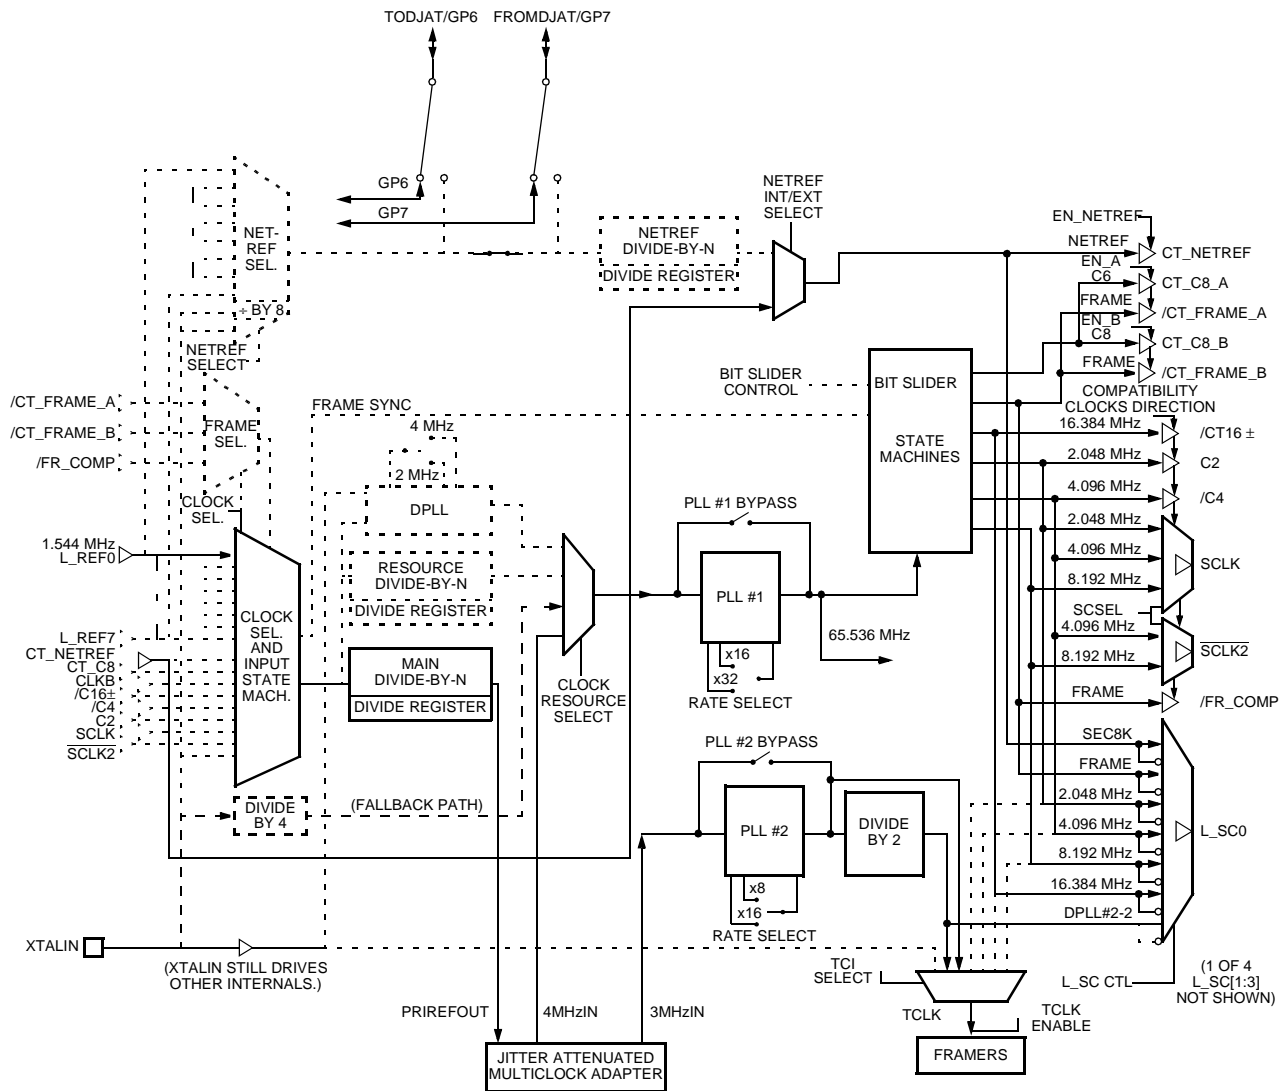 TODJAT/GP6
FROMDJAT/GP7
GP6
GP7
NETREF
INT/EXT
SELECT
NET-
REF
SEL.
÷ BY 8
NETREF
SELECT
NETREF
DIVIDE-BY-N
DIVIDE REGISTER
EN_NETREF
NETREF
CT_NETREF
EN_A
C6
CT_C8_A
FRAME
/CT_FRAME_A
EN_B
C8
CT_C8_B
FRAME
/CT_FRAME_B
COMPATIBILITY
CLOCKS DIRECTION
16.384 MHz
/CT16 ±
2.048 MHz
C2
4.096 MHz
/C4
2.048 MHz
4.096 MHz
8.192 MHz
SCLK
SCSEL
4.096 MHz
8.192 MHz
SCLK2
FRAME
/FR_COMP
SEC8K
FRAME
2.048 MHz
4.096 MHz
8.192 MHz
16.384 MHz
DPLL#2-2
L_SC0
L_SC CTL
(1 OF 4
L_SC[1:3]
NOT SHOWN)
BIT SLIDER
CONTROL
BIT SLIDER
STATE
MACHINES
/CT_FRAME_A
/CT_FRAME_B
/FR_COMP
FRAME
SEL.
FRAME SYNC
4 MHz
2 MHz
DPLL
CLOCK
SEL.
1.544 MHz
L_REF0
L_REF7
CT_NETREF
CT_C8
CLKB
/C16±
/C4
C2
SCLK
SCLK2
CLOCK
SEL.
AND
INPUT
STATE
MACH.
RESOURCE
DIVIDE-BY-N
DIVIDE REGISTER
MAIN
DIVIDE-BY-N
DIVIDE REGISTER
CLOCK
RESOURCE
SELECT
PLL #1 BYPASS
PLL #1
x16
x32
RATE SELECT
65.536 MHz
DIVIDE
BY 4
(FALLBACK PATH)
PLL #2 BYPASS
PLL #2
x8
x16
RATE SELECT
DIVIDE
BY 2
XTALIN
(XTALIN STILL DRIVES
OTHER INTERNALS.)
PRIREFOUT
4MHzIN
3MHzIN
JITTER ATTENUATED
MULTICLOCK ADAPTER
TCI
SELECT
TCLK
TCLK
ENABLE
FRAMERS